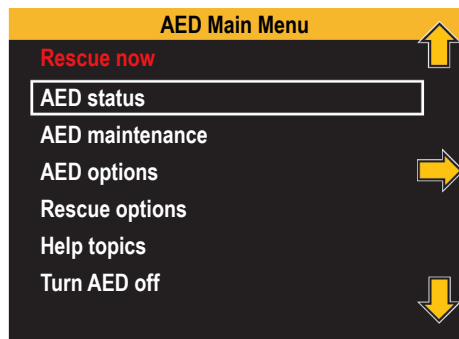 AED Main Menu
Rescue now
AED status
AED maintenance
AED options
Rescue options
Help topics
Turn AED off